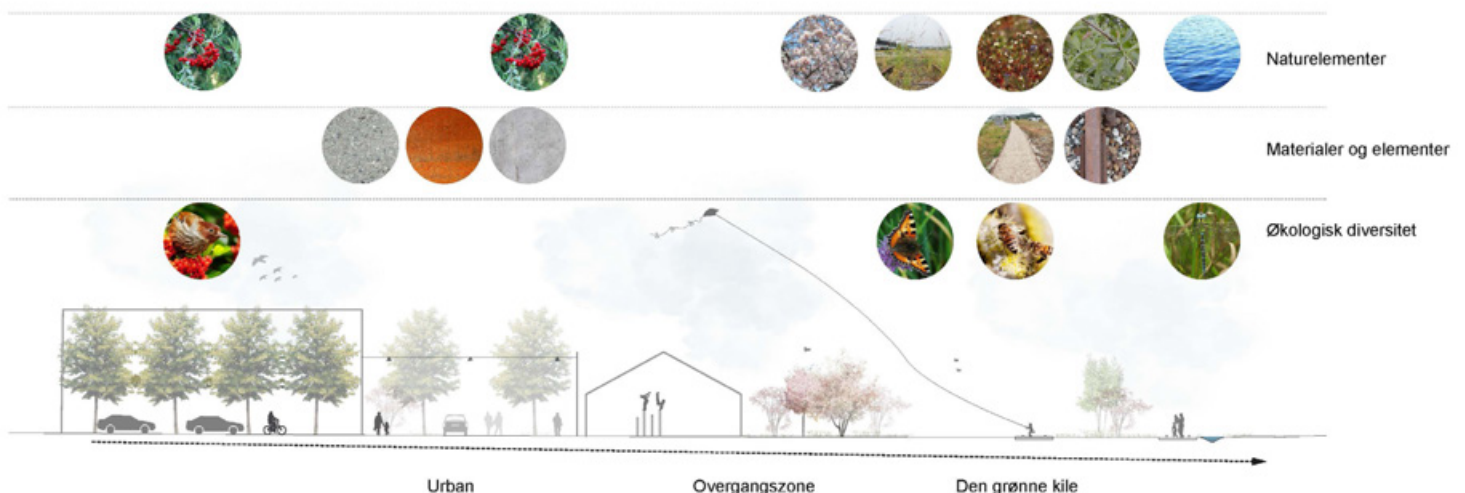 Naturelementer
Materialer og elementer
Økologisk diversitet
Urban
Overgangszone
Den grønne kile